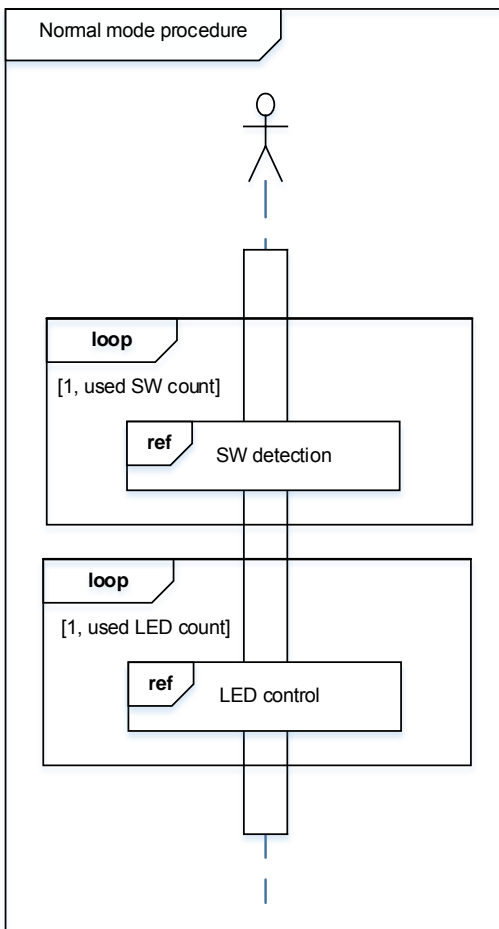 Normal mode procedure
loop
[1, used SW count]
ref
SW detection
loop
[1, used LED count]
ref
LED control